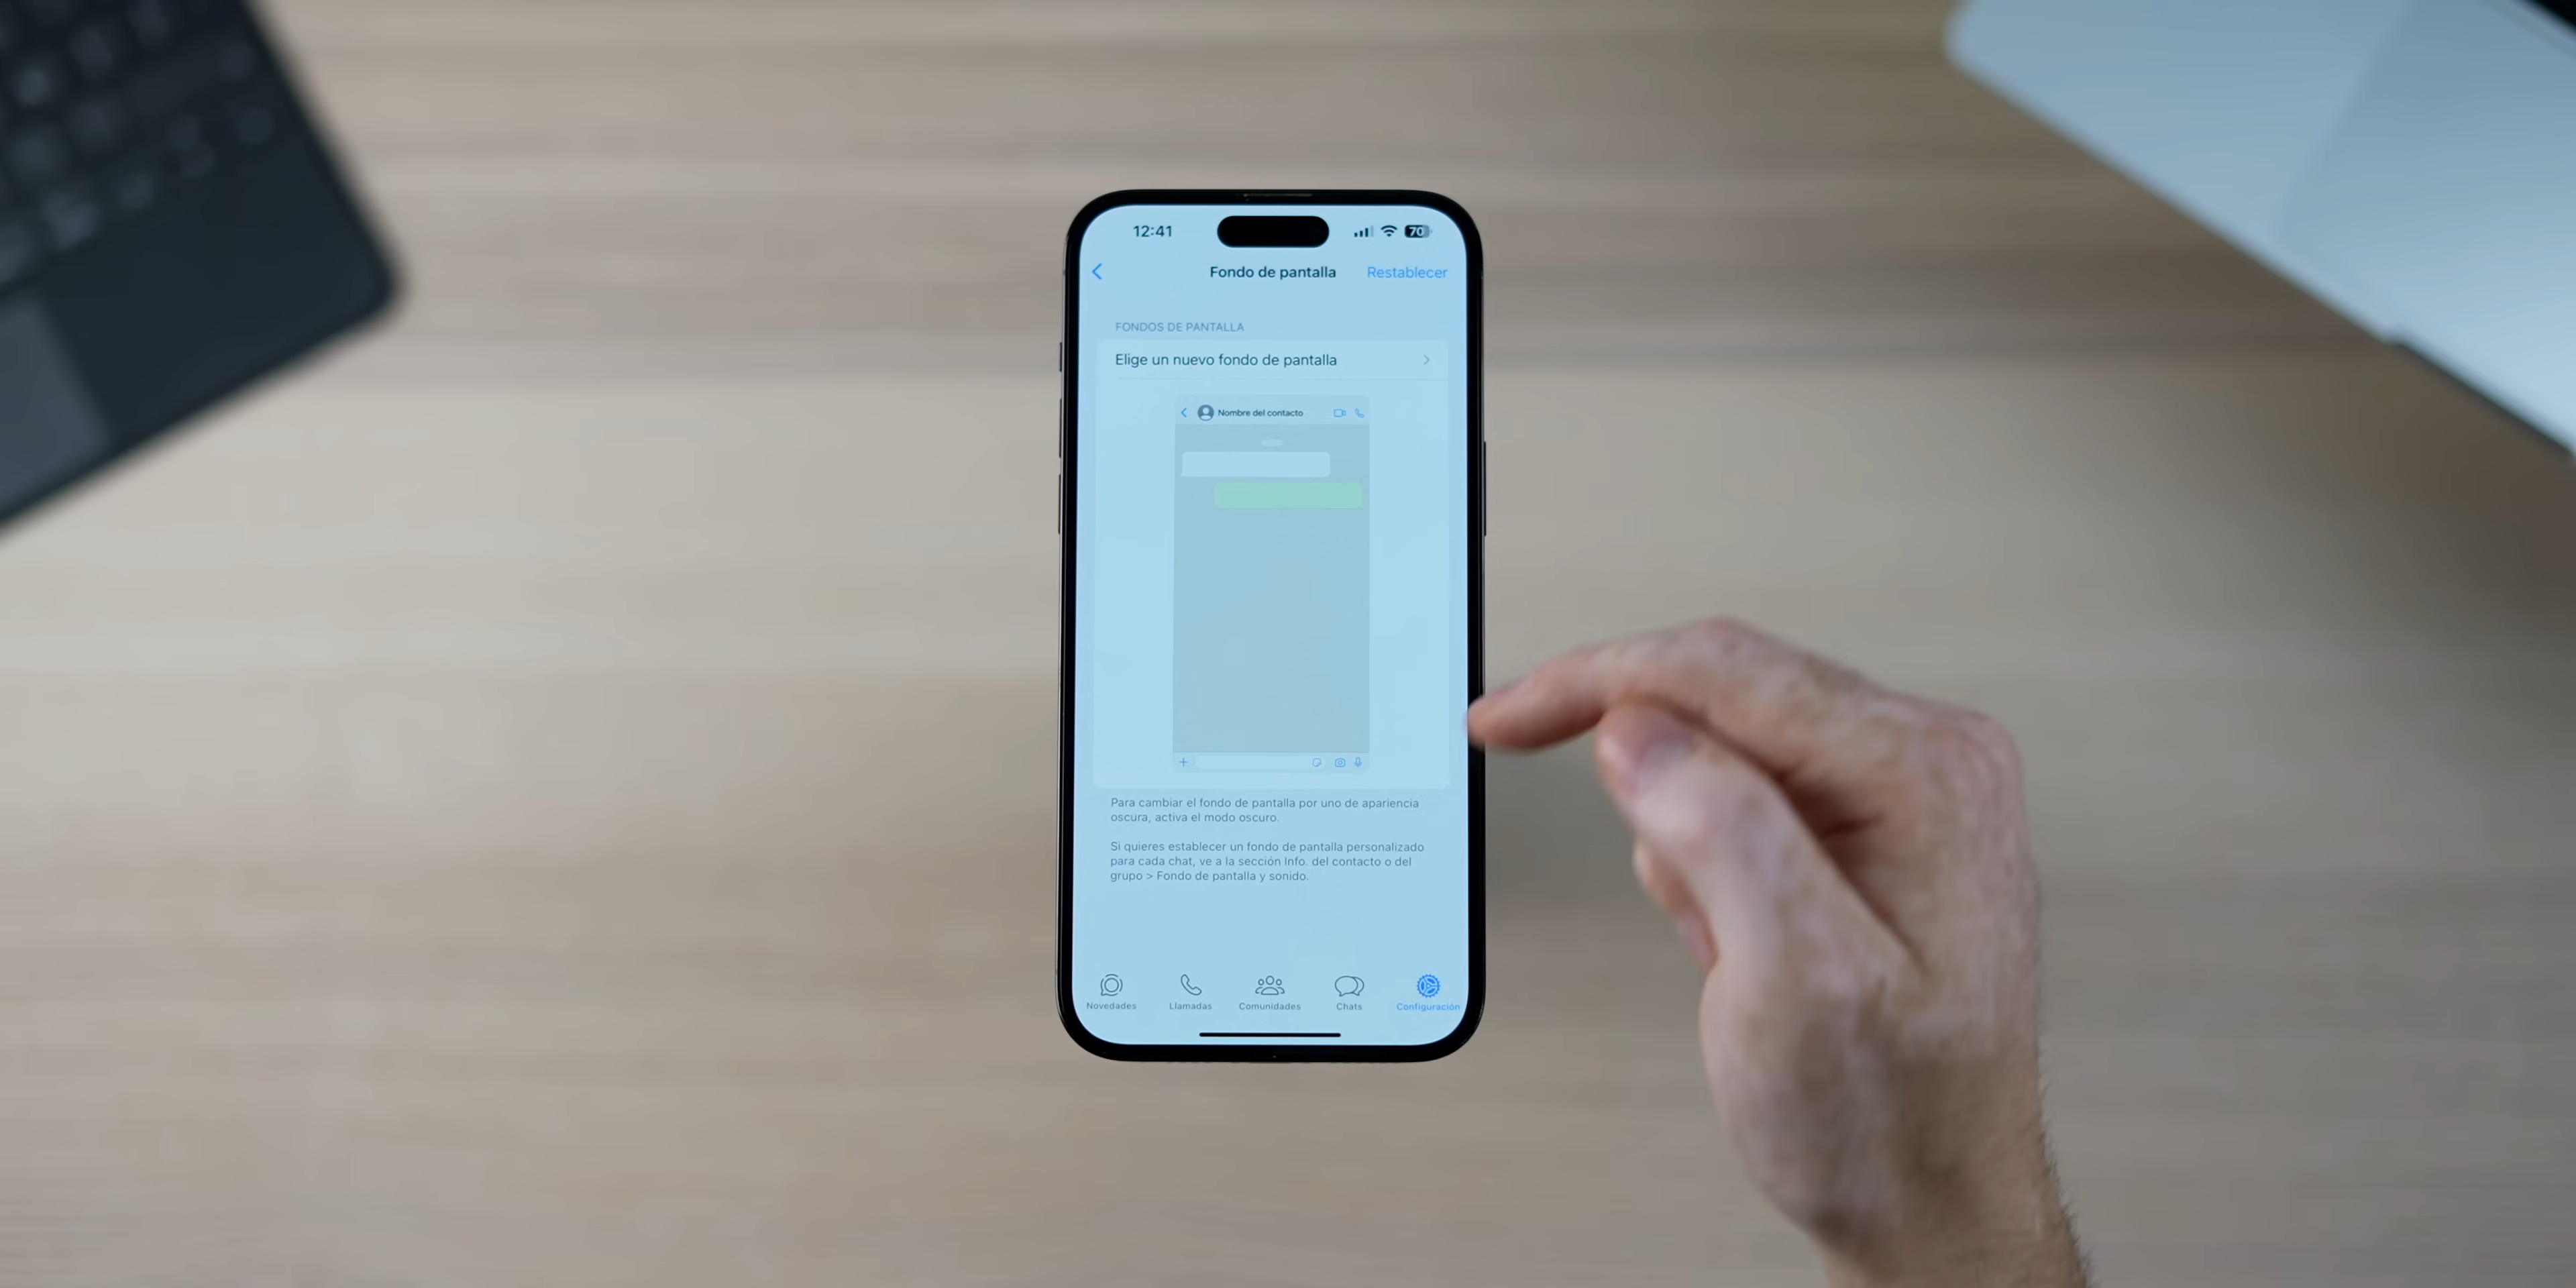 12:41
70
Fondo de pantalla
Restablecer
FONDOS DE PANTALLA
Elige un nuevo fondo de pantalla
Nombre del contacto
Para cambiar el fondo de pantalla por uno de apariencia
oscura, activa el modo oscuro.
Si quieres establecer un fondo de pantalla personalizado
para cada chat, ve a la sección Info. del contacto o del
grupo > Fondo de pantalla y sonido.
Novedades
Llamadas
Comunidades
Chats
Configuración